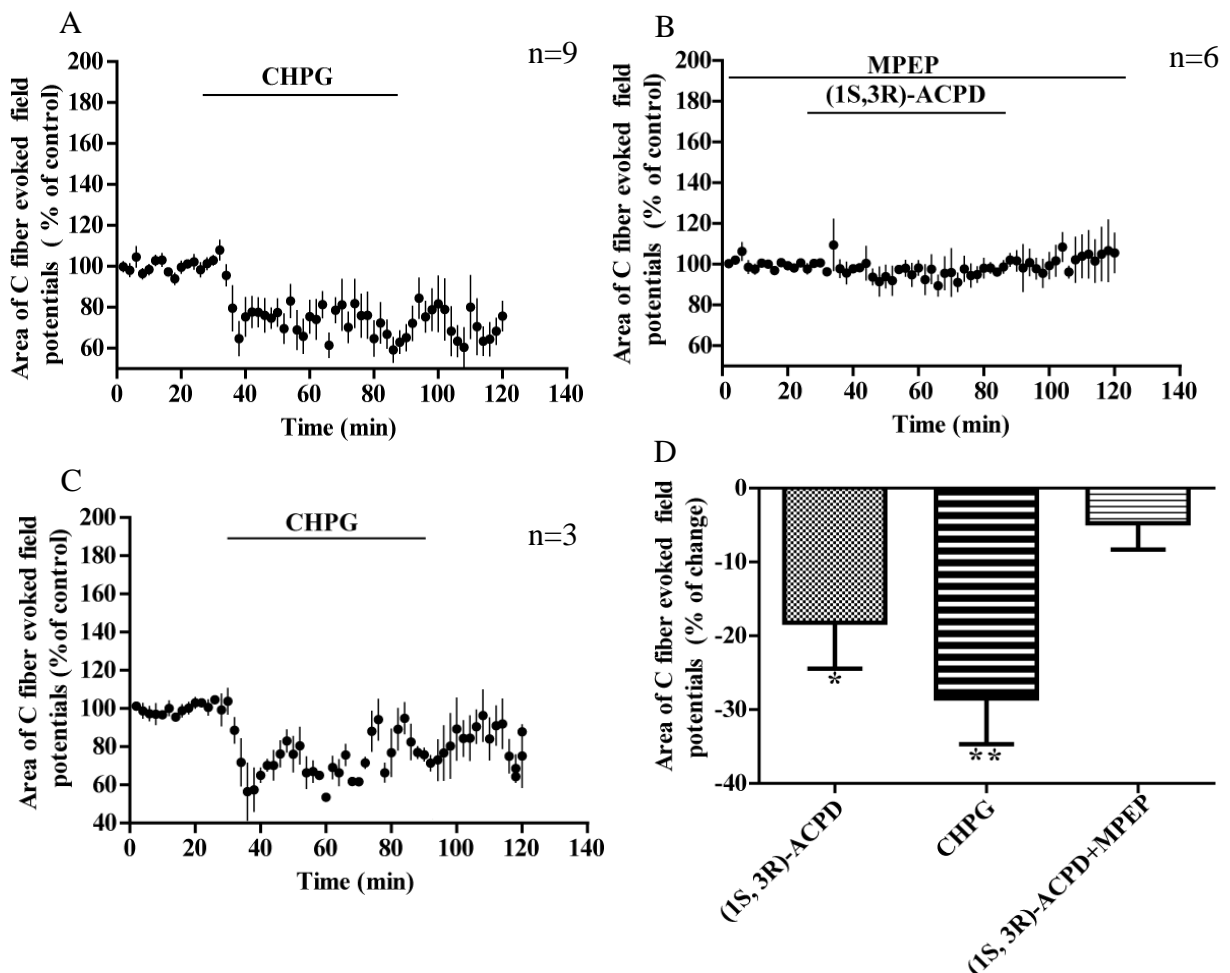 A
n=9
CHPG
Area of C fiber evoked field
potentials ( % of control)
200
180
160
140
120
100
80
60
0 20 40 60 80 100 120 140
Time (min)
B
n=6
MPEP
(1S,3R)-ACPD
Area of C fiber evoked field
potentials (% of control)
200
180
160
140
120
100
80
60
0 20 40 60 80 100 120 140
Time (min)
C
n=3
CHPG
Area of C fiber evoked field
potentials (%of control)
200
180
160
140
120
100
80
60
40
0 20 40 60 80 100 120 140
Time (min)
D
Area of C fiber evoked field
potentials (% of change)
0
-10
-20
-30
-40
*
**
(1S, 3R)-ACPD
CHPG
(1S, 3R)-ACPD+MPEP